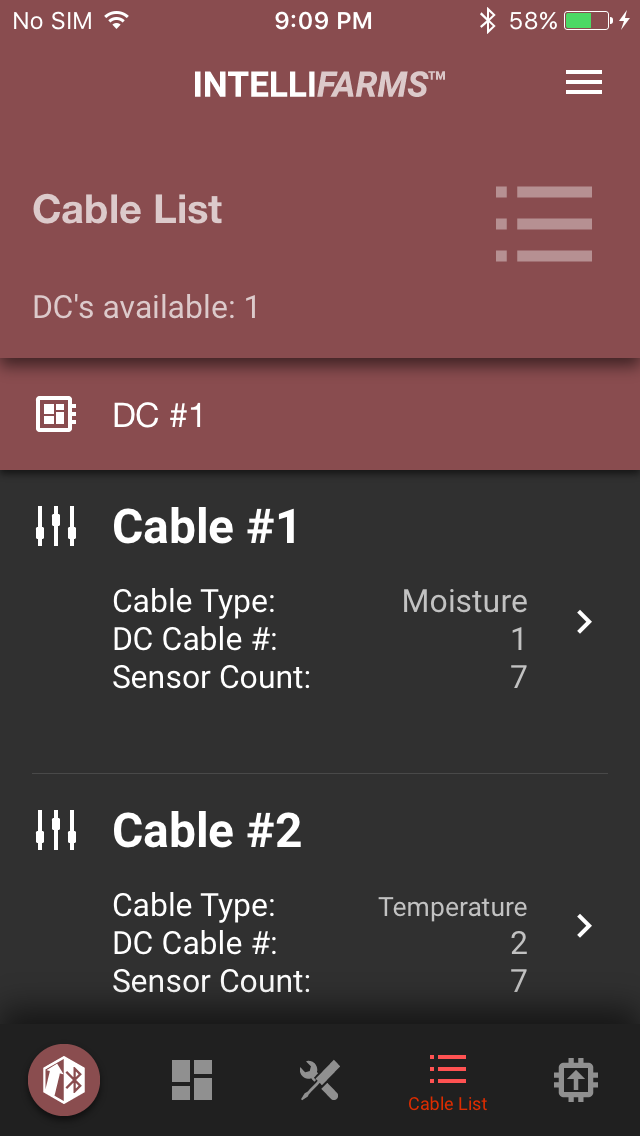 No SIM 9:09 PM 58%
INTELLIFARMS™
Cable List
DC's available: 1
DC #1
Cable #1
Cable Type: Moisture
DC Cable #: 1
Sensor Count: 7
Cable #2
Cable Type: Temperature
DC Cable #: 2
Sensor Count: 7
Cable List